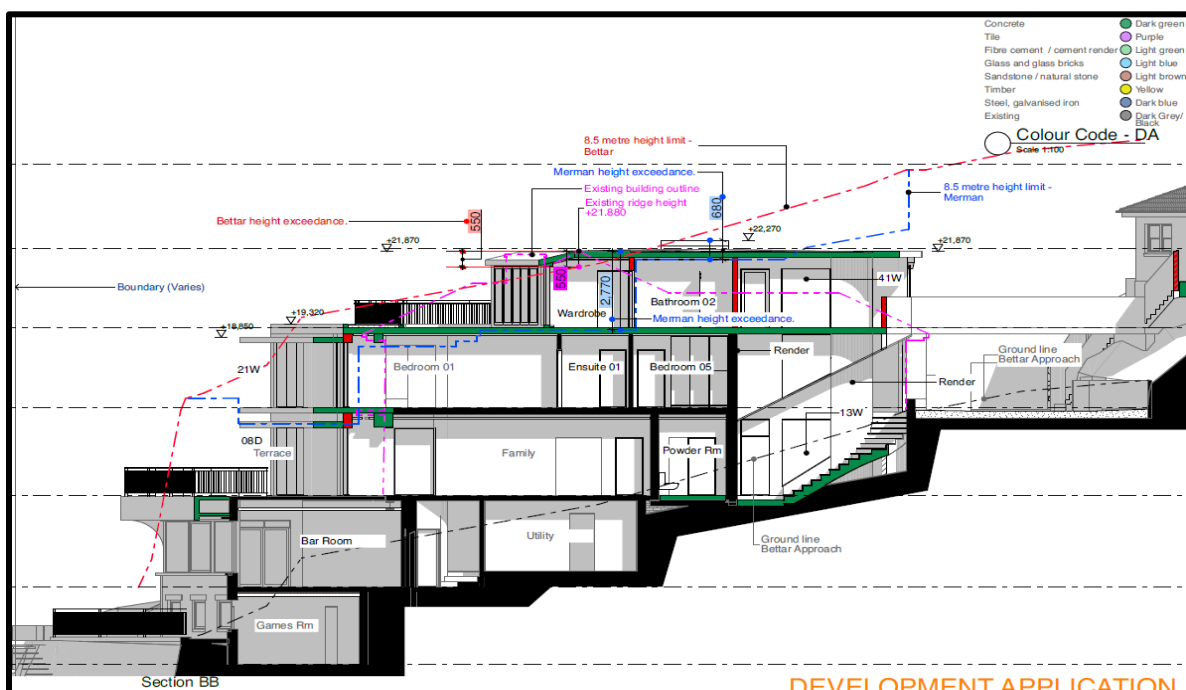 Concrete Dark green
Tile Purple
Fibre cement / cement render Light green
Glass and glass bricks Light blue
Sandstone / natural stone Light brown
Timber Yellow
Steel, galvanised iron Dark blue
Existing Dark Grey/
Black
Colour Code - DA
Scale 1:100
8.5 metre height limit -
Bettar
Merman height exceedance.
Existing building outline
Existing ridge height
+21.880
8.5 metre height limit -
Merman
Bettar height exceedance.
550
680
+22,270
+21,870
+21,870
Boundary (Varies)
550
2,770
41W
Wardrobe
Bathroom 02
Merman height exceedance.
+19,320
+18,850
21W
Bedroom 01
Ensuite 01
Bedroom 05
Render
Ground line
Bettar Approach
Render
13W
08D
Terrace
Family
Powder Rm
Bar Room
Utility
Ground line
Bettar Approach
Games Rm
Section BB
DEVELOPMENT APPLICATION